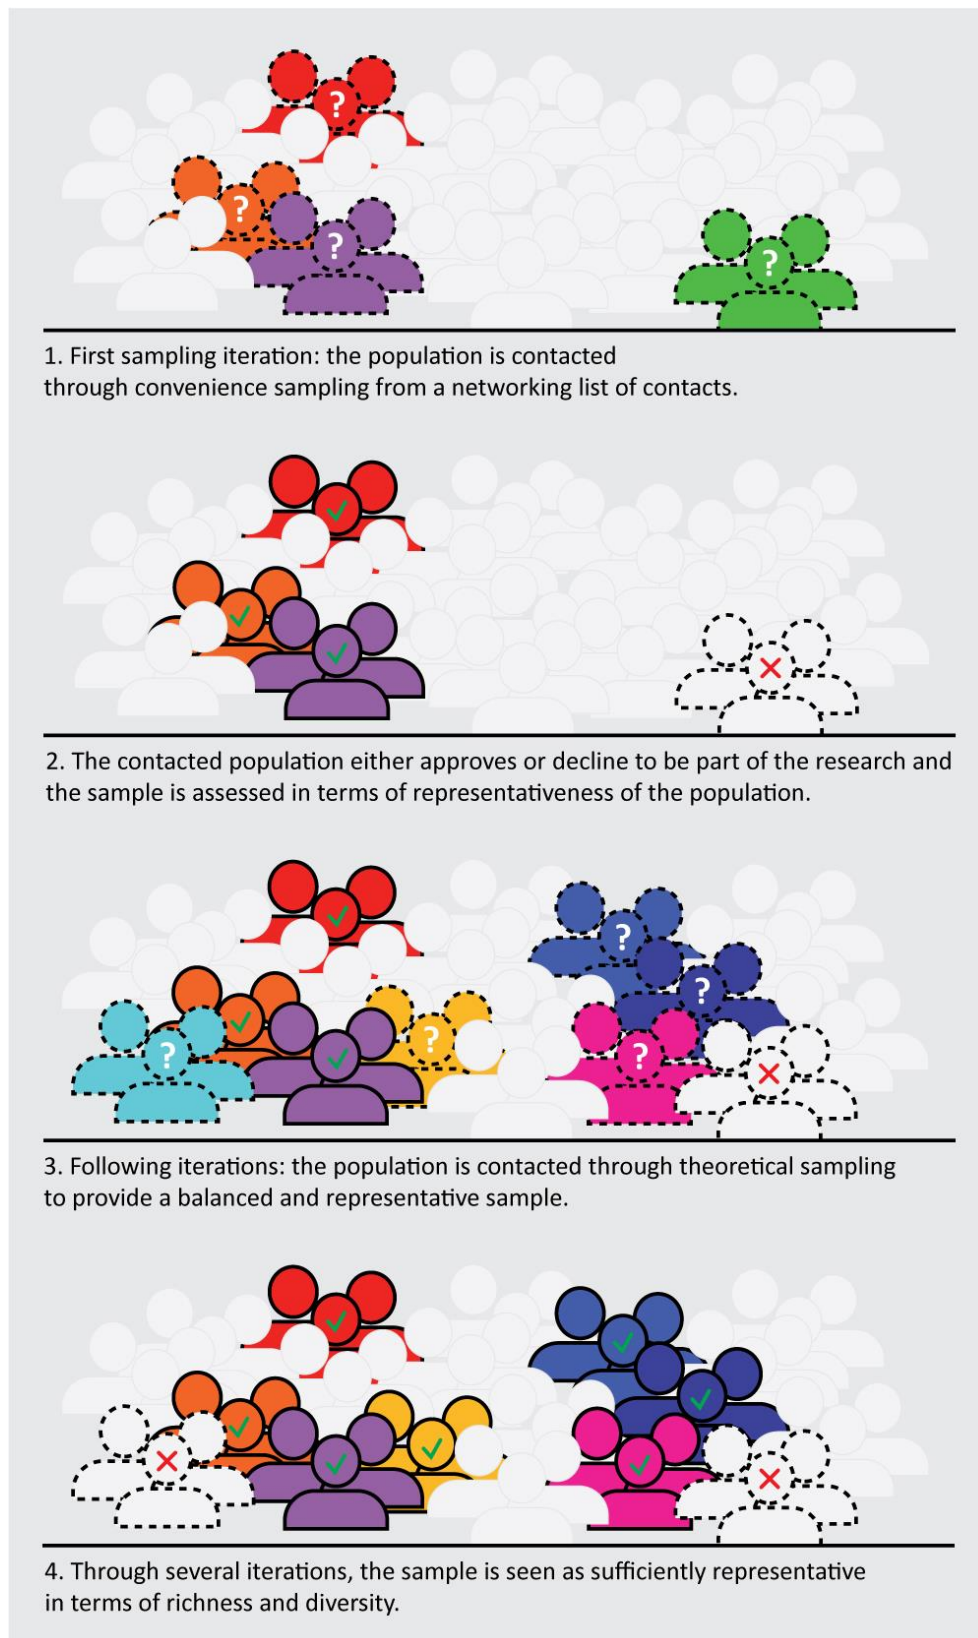 ?
?
?
?
1. First sampling iteration: the population is contacted
through convenience sampling from a networking list of contacts.
2. The contacted population either approves or decline to be part of the research and
the sample is assessed in terms of representativeness of the population.
?
?
?
?
?
3. Following iterations: the population is contacted through theoretical sampling
to provide a balanced and representative sample.
4. Through several iterations, the sample is seen as sufficiently representative
in terms of richness and diversity.